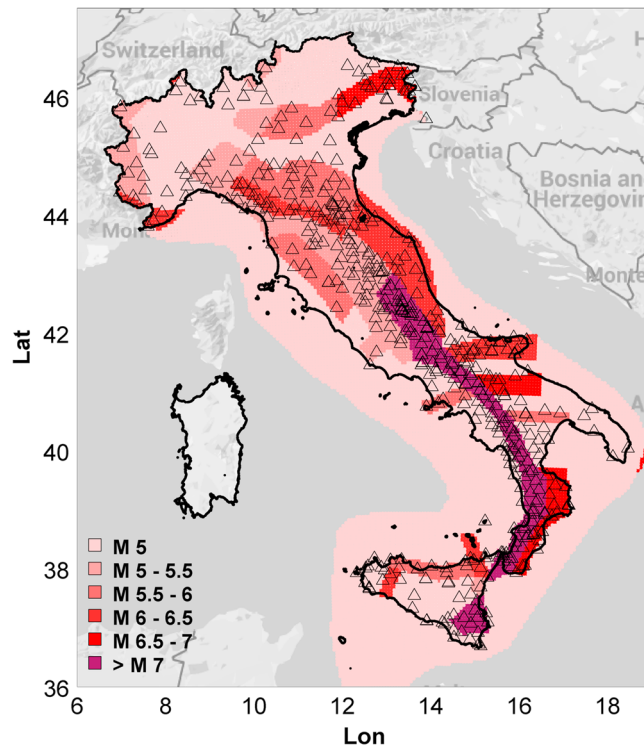 Switzerland
Slovenia
Croatia
Bosnia an
Herzegovin
Monte
Mon
A
H
Lat
46
44
42
40
38
36
M 5
M 5 - 5.5
M 5.5 - 6
M 6 - 6.5
M 6.5 - 7
> M 7
6
8
10
12
14
16
18
Lon